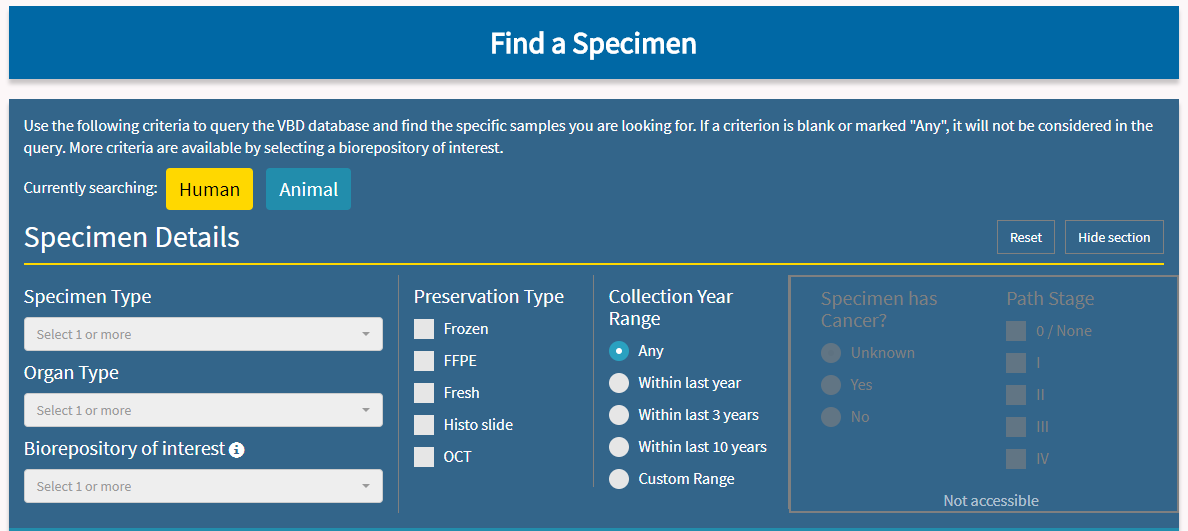 Find a Specimen
Use the following criteria to query the VBD database and find the specific samples you are looking for. If a criterion is blank or marked "Any", it will not be considered in the
query. More criteria are available by selecting a biorepository of interest.
Currently searching: Human Animal
Specimen Details
Reset Hide section
Specimen Type
Select 1 or more
Organ Type
Select 1 or more
Biorepository of interest
Select 1 or more
Preservation Type
Frozen
FFPE
Fresh
Histo slide
OCT
Collection Year
Range
Any
Within last year
Within last 3 years
Within last 10 years
Custom Range
Specimen has
Cancer?
Unknown
Yes
No
Path Stage
0 / None
I
II
III
IV
Not accessible